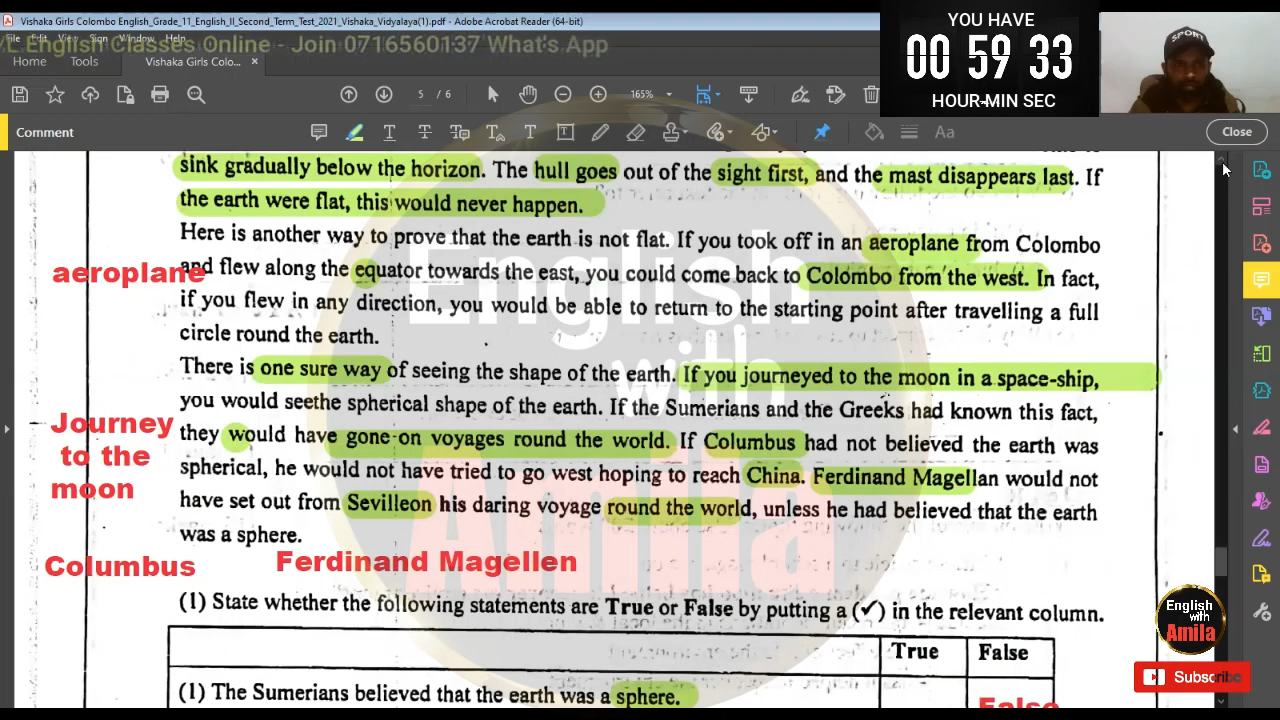 Vishaka Girls Colombo English_Grade_11_English_II_Second_Term_Test_2021_Vishaka_Vidyalaya(1).pdf - Adobe Acrobat Reader (64-bit)
File Edit View Sign Window Help
/L English Classes Online - Join 0716560137 What's App
YOU HAVE
00 59 33
HOUR-MIN SEC
SPORT
Home Tools Vishaka Girls Colo... ×
5 / 6 165%
Comment Close
sink gradually below the horizon. The hull goes out of the sight first, and the mast disappears last. If
the earth were flat, this would never happen.
Here is another way to prove that the earth is not flat. If you took off in an aeroplane from Colombo
and flew along the equator towards the east, you could come back to Colombo from the west. In fact,
aeroplane
if you flew in any direction, you would be able to return to the starting point after travelling a full
circle round the earth.
There is one sure way of seeing the shape of the earth. If you journeyed to the moon in a space-ship,
you would seethe spherical shape of the earth. If the Sumerians and the Greeks had known this fact,
they would have gone on voyages round the world. If Columbus had not believed the earth was
spherical, he would not have tried to go west hoping to reach China. Ferdinand Magellan would not
have set out from Sevilleon his daring voyage round the world, unless he had believed that the earth
was a sphere.
Journey
to the
moon
Columbus
Ferdinand Magellen
English
with
Amila
(1) State whether the following statements are True or False by putting a (✓) in the relevant column.
True False
(1) The Sumerians believed that the earth was a sphere.
False
English
with
Amila
Subscribe